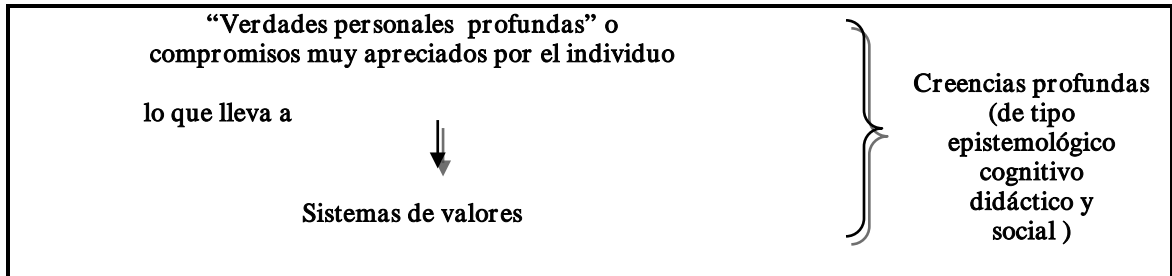 “Verdades personales profundas” o
compromisos muy apreciados por el individuo
lo que lleva a
Sistemas de valores
Creencias profundas
(de tipo
epistemológico
cognitivo
didáctico y
social )